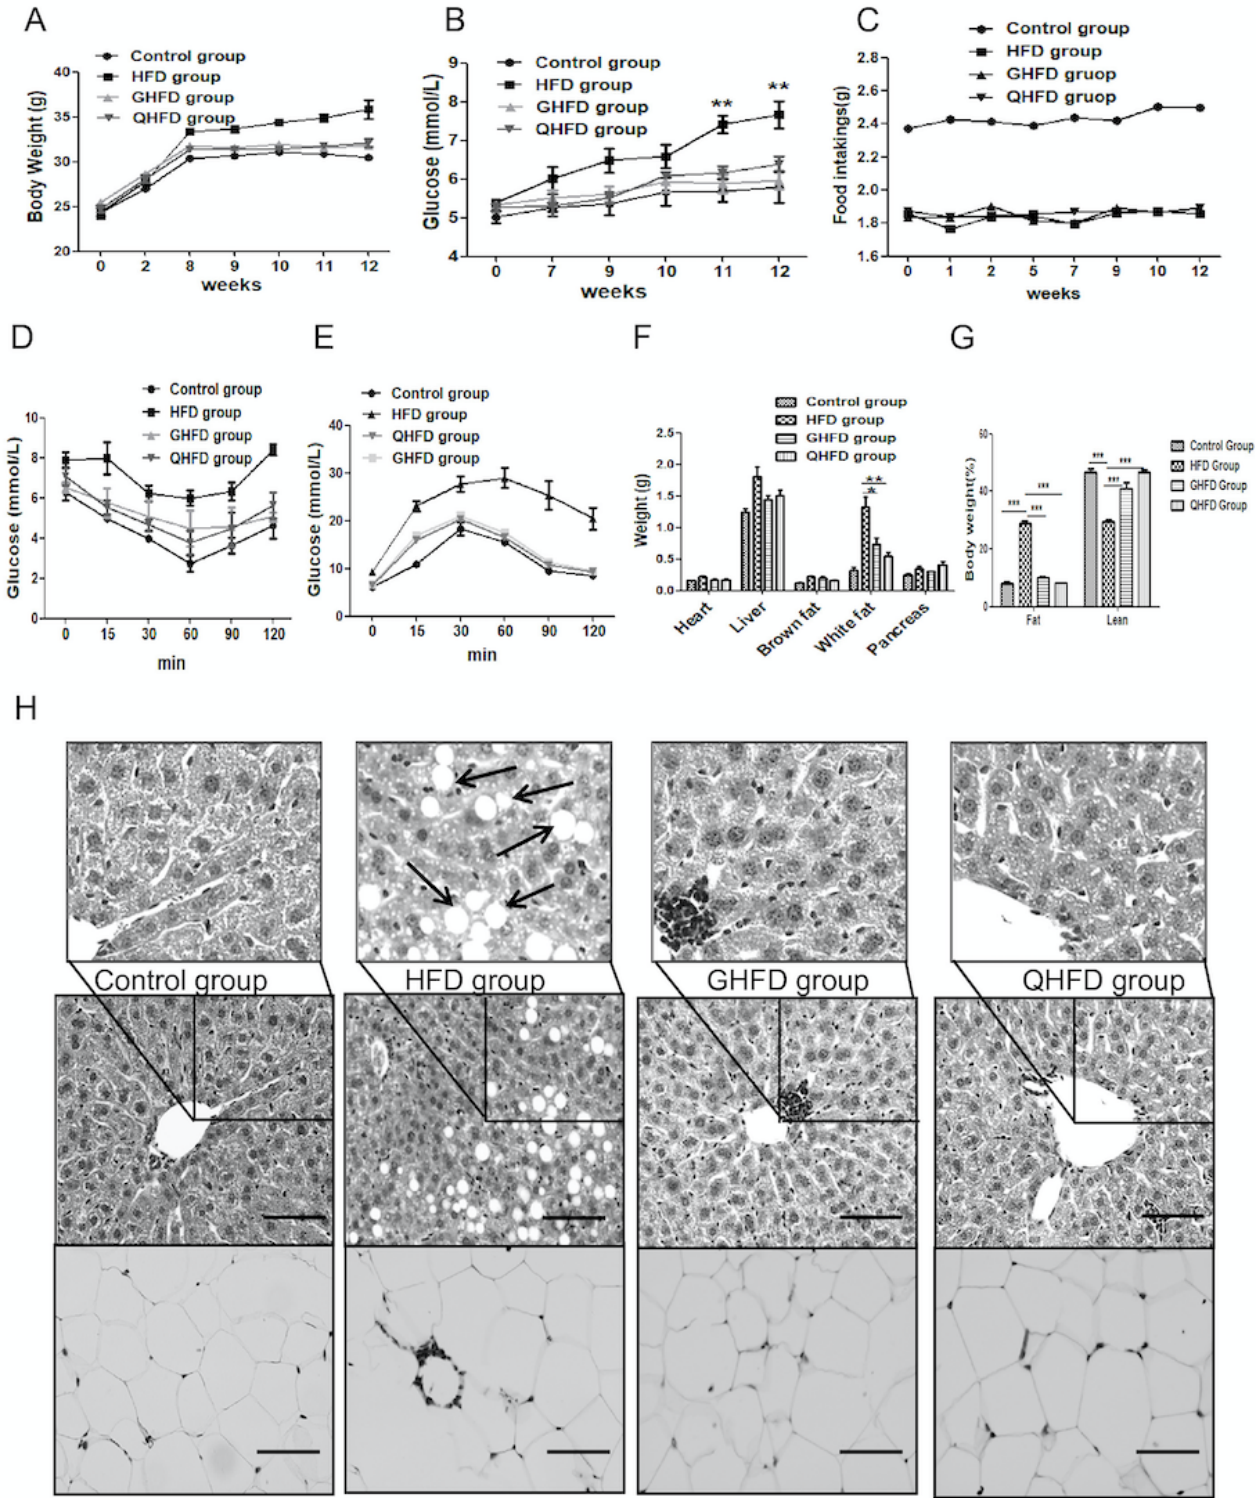 A
Control group
HFD group
GHFD group
QHFD group
Body Weight (g)
40
35
30
25
20
0 2 8 9 10 11 12
weeks
B
Control group
HFD group
GHFD group
QHFD group
Glucose (mmol/L)
9
8
7
6
5
4
** **
0 7 9 10 11 12
weeks
C
Control group
HFD group
GHFD gruop
QHFD gruop
Food intakings(g)
2.8
2.4
2.2
2.0
1.8
1.6
0 1 2 5 7 9 10 12
weeks
D
Control group
HFD group
GHFD group
QHFD group
Glucose (mmol/L)
10
8
6
4
2
0
0 15 30 60 90 120
min
E
Control group
HFD group
QHFD group
GHFD group
Glucose (mmol/L)
40
30
20
10
0
0 15 30 60 90 120
min
F
Control group
HFD group
GHFD group
QHFD group
Weight (g)
2.5
2.0
1.5
1.0
0.5
0.0
**
*
Heart Liver Brown fat White fat Pancreas
G
Control Group
HFD Group
GHFD Group
QHFD Group
Body weight(%)
60
40
20
0
*** *** *** *** *** ***
Fat Lean
H
Control group HFD group GHFD group QHFD group